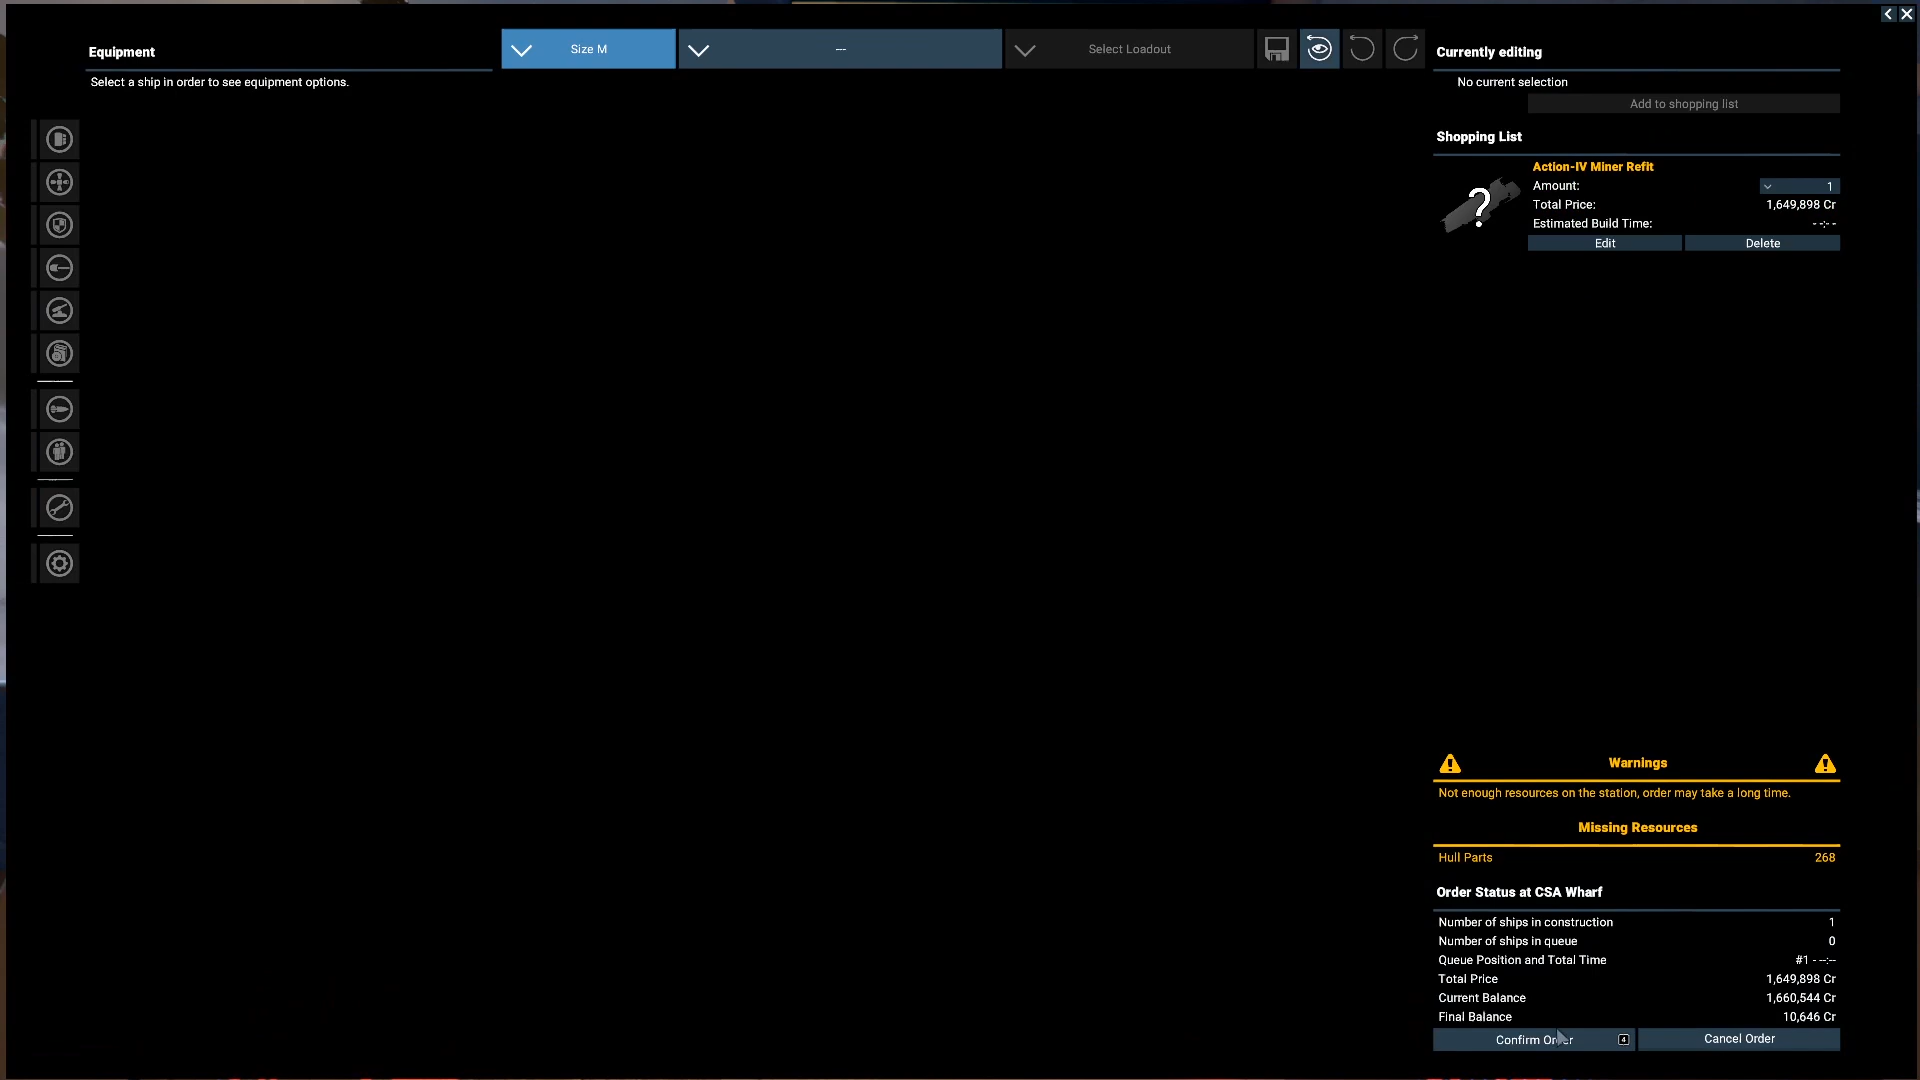 Equipment
Select a ship in order to see equipment options.
Size M
---
Select Loadout
Currently editing
No current selection
Add to shopping list
Shopping List
Action-IV Miner Refit
Amount: 1
Total Price: 1,649,898 Cr
Estimated Build Time: --:--
?
Edit Delete
Warnings
Not enough resources on the station, order may take a long time.
Missing Resources
Hull Parts 268
Order Status at CSA Wharf
Number of ships in construction 1
Number of ships in queue 0
Queue Position and Total Time #1 - --:--
Total Price 1,649,898 Cr
Current Balance 1,660,544 Cr
Final Balance 10,646 Cr
Confirm Order 4 Cancel Order